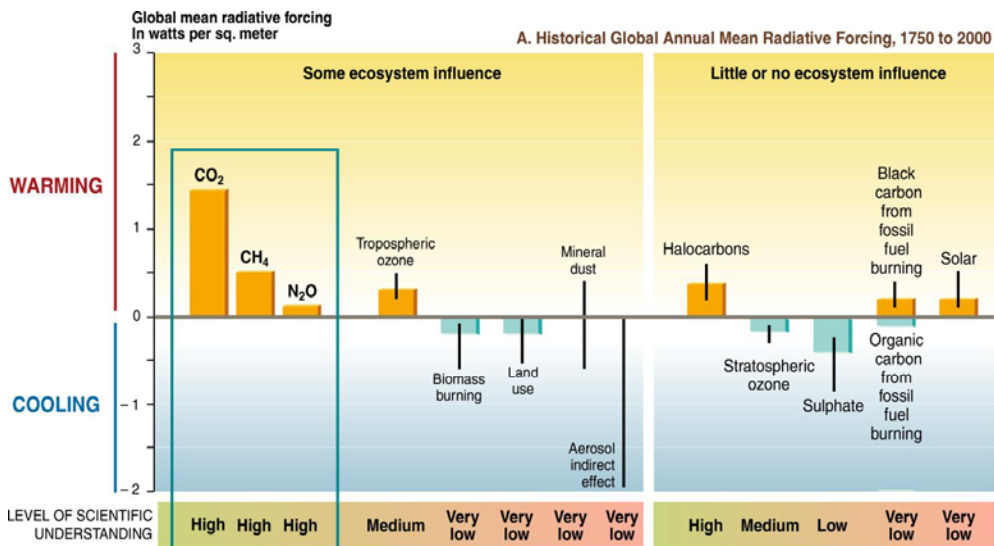 Global mean radiative forcing
In watts per sq. meter
A. Historical Global Annual Mean Radiative Forcing, 1750 to 2000
3
2
1
0
– 1
– 2
WARMING
COOLING
Some ecosystem influence
CO2
CH4
N2O
Tropospheric
ozone
Biomass
burning
Land
use
Mineral
dust
Aerosol
indirect
effect
Little or no ecosystem influence
Halocarbons
Stratospheric
ozone
Sulphate
Black
carbon
from
fossil
fuel
burning
Organic
carbon
from
fossil
fuel
burning
Solar
LEVEL OF SCIENTIFIC
UNDERSTANDING
High High High Medium Very low Very low Very low Very low High Medium Low Very low Very low